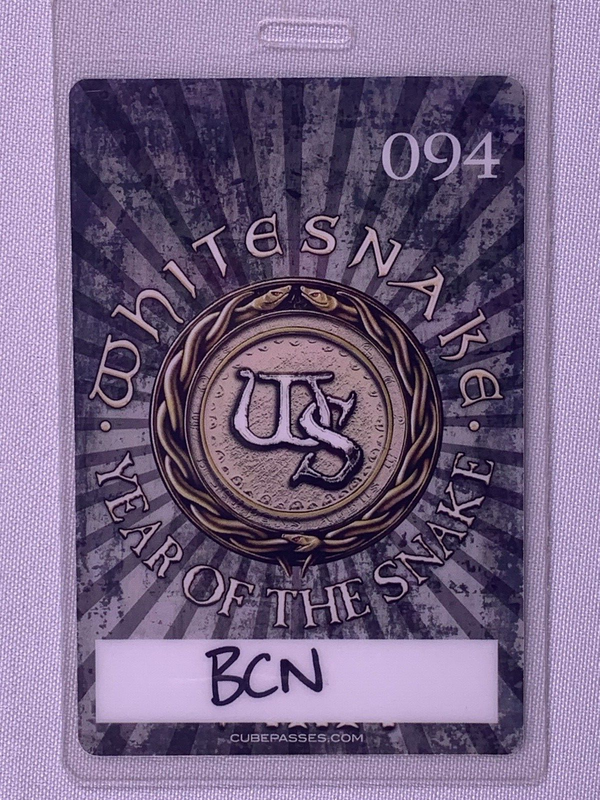 094
WHITESNAKE
WS
YEAR OF THE SNAKE
BCN
CUBEPASSES.COM